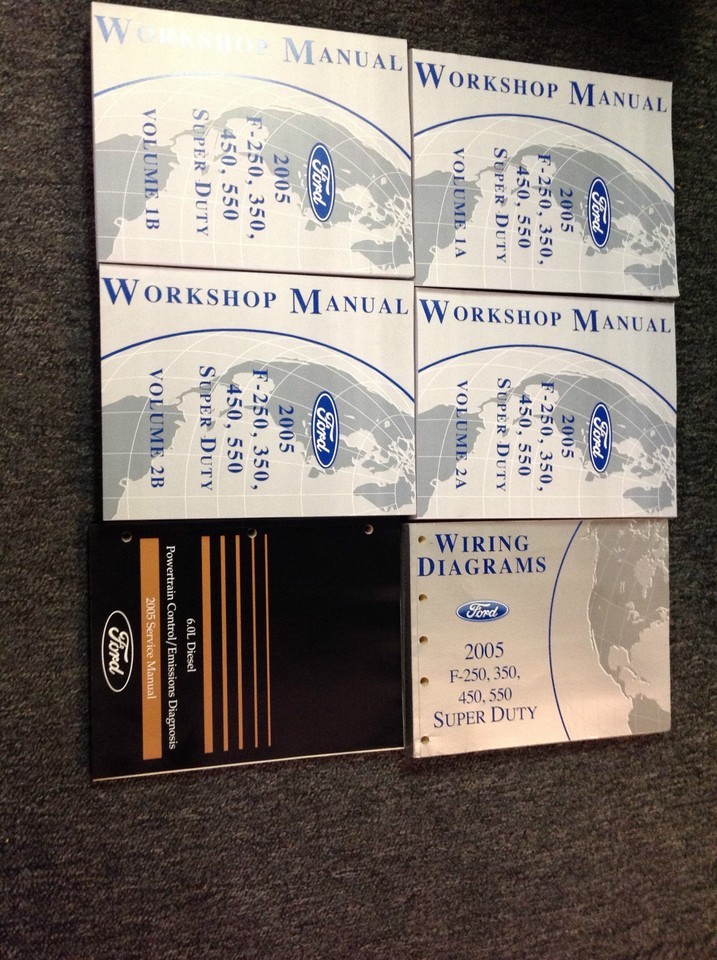 WORKSHOP MANUAL
Ford
2005
F-250, 350,
450, 550
SUPER DUTY
VOLUME 1B
WORKSHOP MANUAL
Ford
2005
F-250, 350,
450, 550
SUPER DUTY
VOLUME 1A
WORKSHOP MANUAL
Ford
2005
F-250, 350,
450, 550
SUPER DUTY
VOLUME 2B
WORKSHOP MANUAL
Ford
2005
F-250, 350,
450, 550
SUPER DUTY
VOLUME 2A
6.0L Diesel
Powertrain Control/Emissions Diagnosis
2005 Service Manual
Ford
WIRING
DIAGRAMS
Ford
2005
F-250, 350,
450, 550
SUPER DUTY